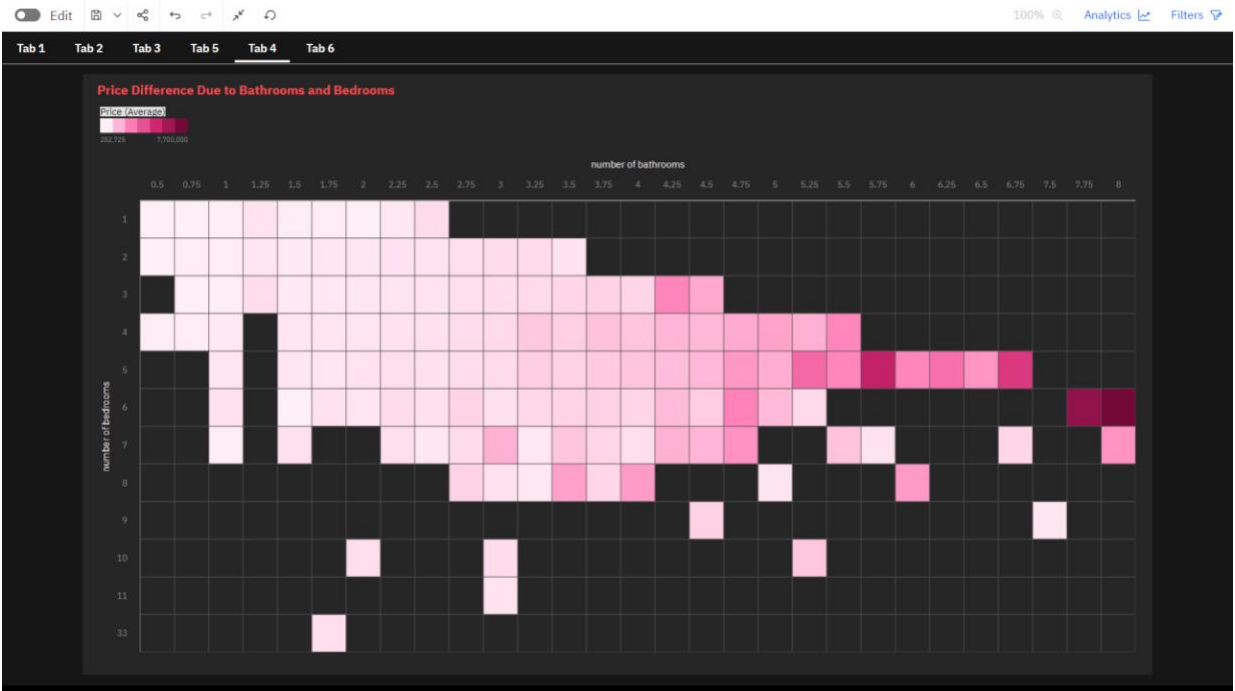 Edit
100%
Analytics
Filters
Tab 1 Tab 2 Tab 3 Tab 5 Tab 4 Tab 6
Price Difference Due to Bathrooms and Bedrooms
Price (Average)
252,725 7,700,000
number of bathrooms
0.5 0.75 1 1.25 1.5 1.75 2 2.25 2.5 2.75 3 3.25 3.5 3.75 4 4.25 4.5 4.75 5 5.25 5.5 5.75 6 6.25 6.5 6.75 7.5 7.75 8
number of bedrooms
1
2
3
4
5
6
7
8
9
10
11
33